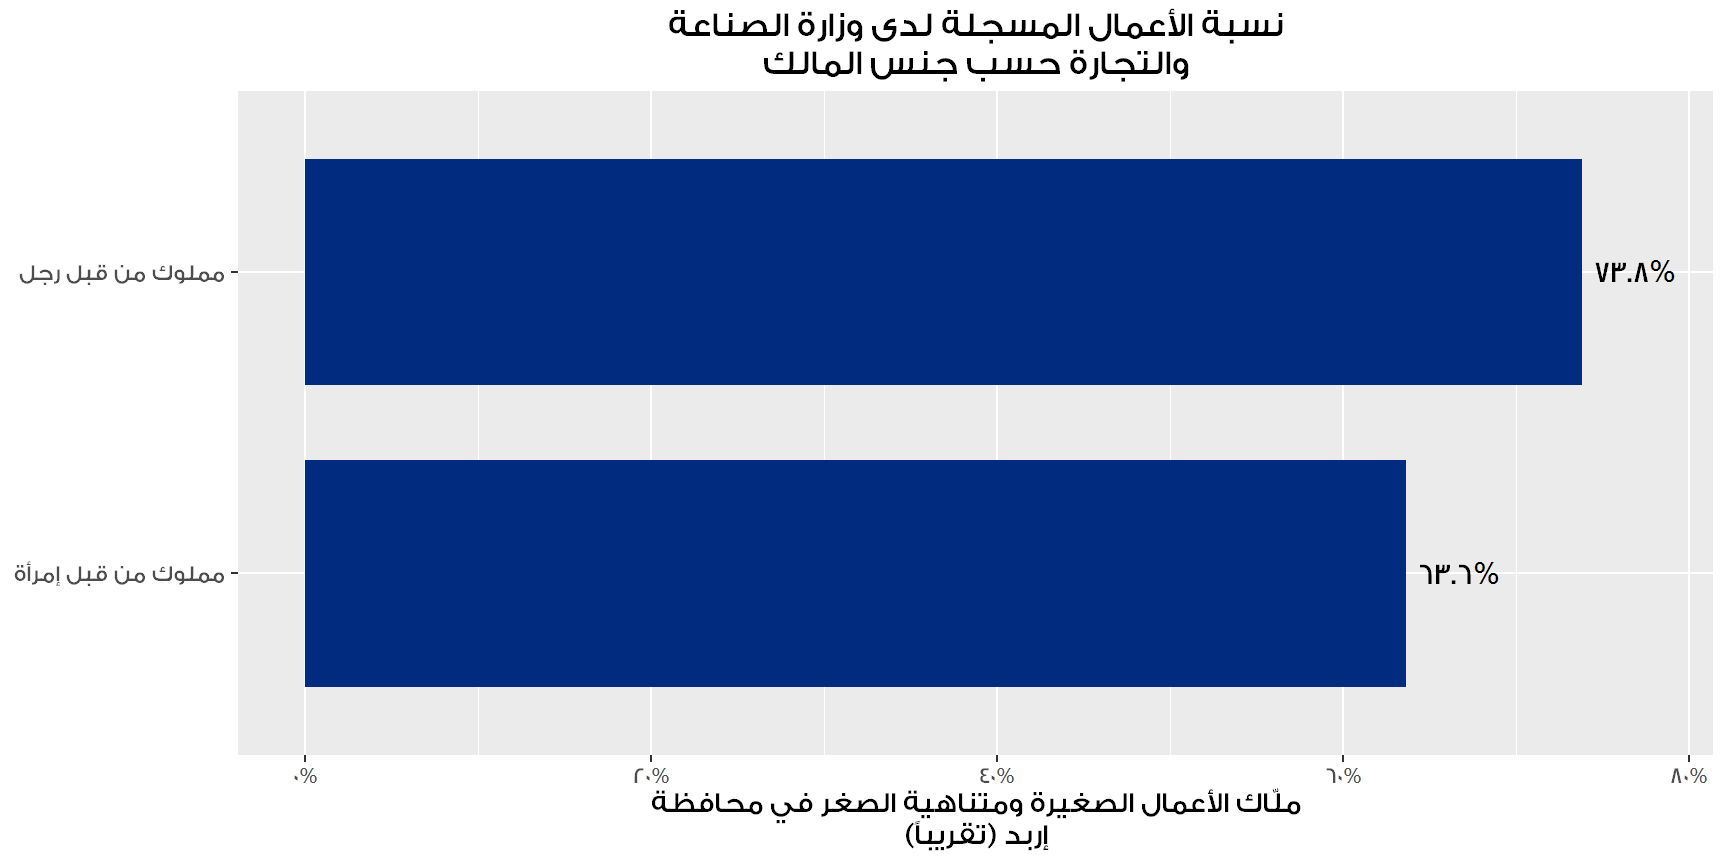 نسبة الأعمال المسجلة لدى وزارة الصناعة
والتجارة حسب جنس المالك
مملوك من قبل رجل
٧٣.٨%
مملوك من قبل إمرأة
٦٣.٦%
٠%
٢٠%
٤٠%
٦٠%
٨٠%
ملّاك الأعمال الصغيرة ومتناهية الصغر في محافظة
إربد (تقريباً)